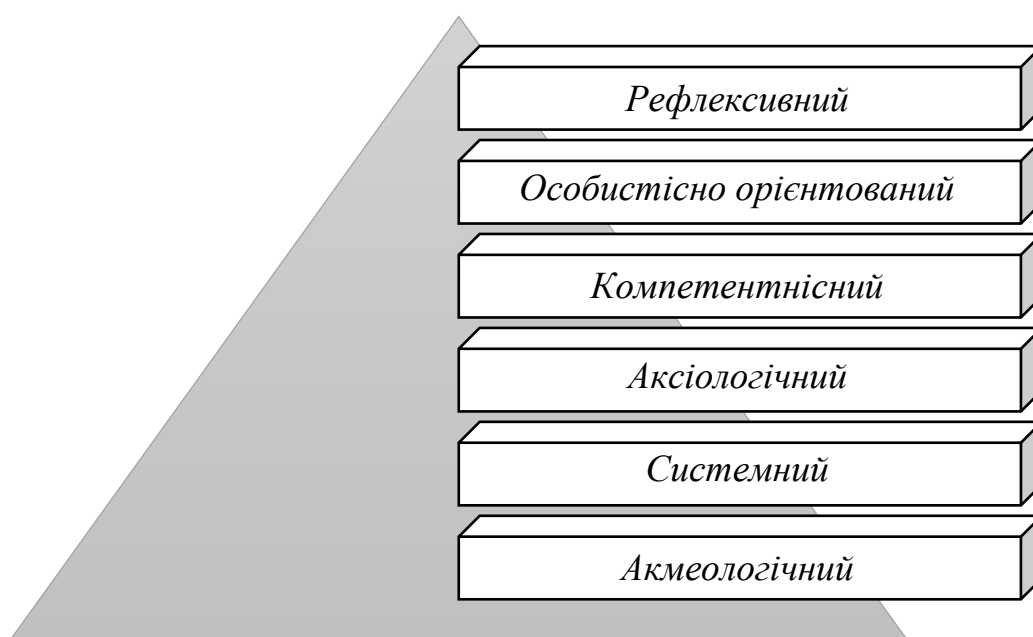 Рефлексивний
Особистісно орієнтований
Компетентнісний
Аксіологічний
Системний
Акмеологічний